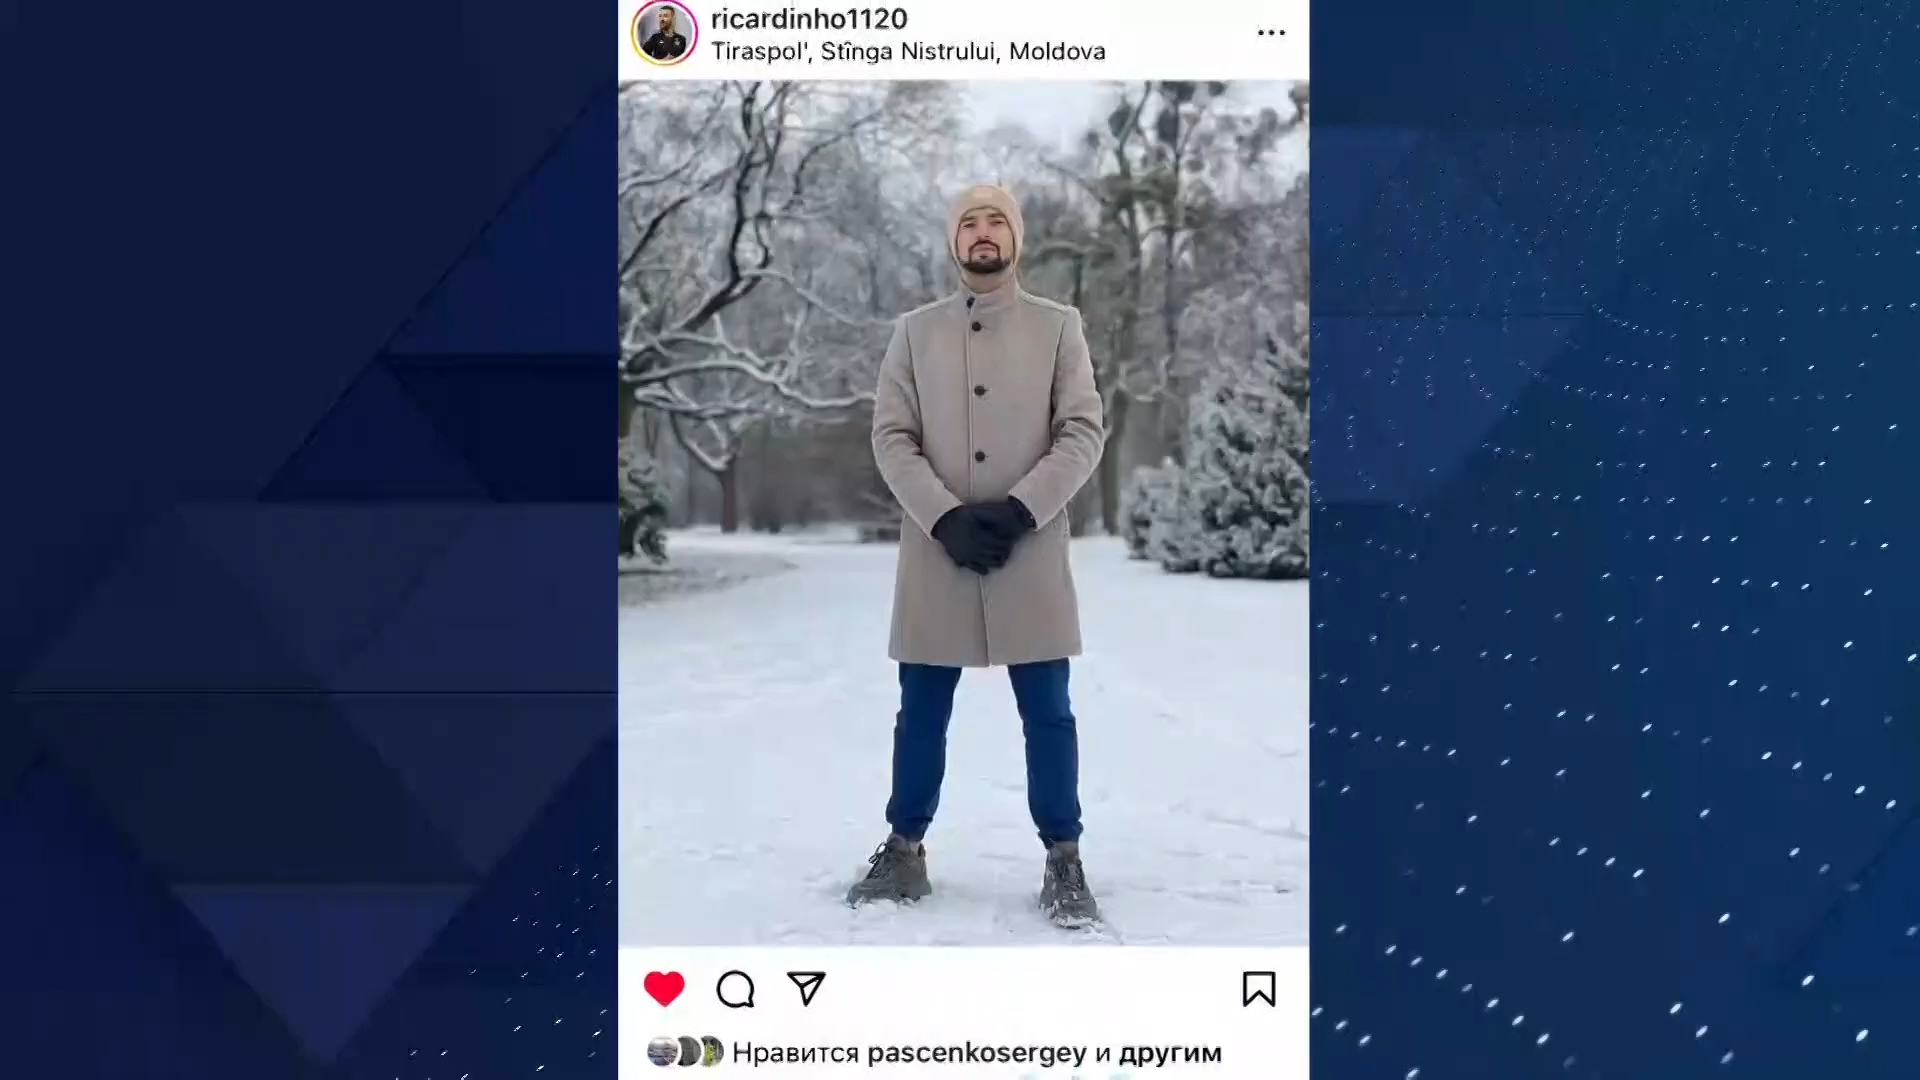 ricardinho1120
Tiraspol', Stînga Nistrului, Moldova
Нравится pascenkosergey и другим